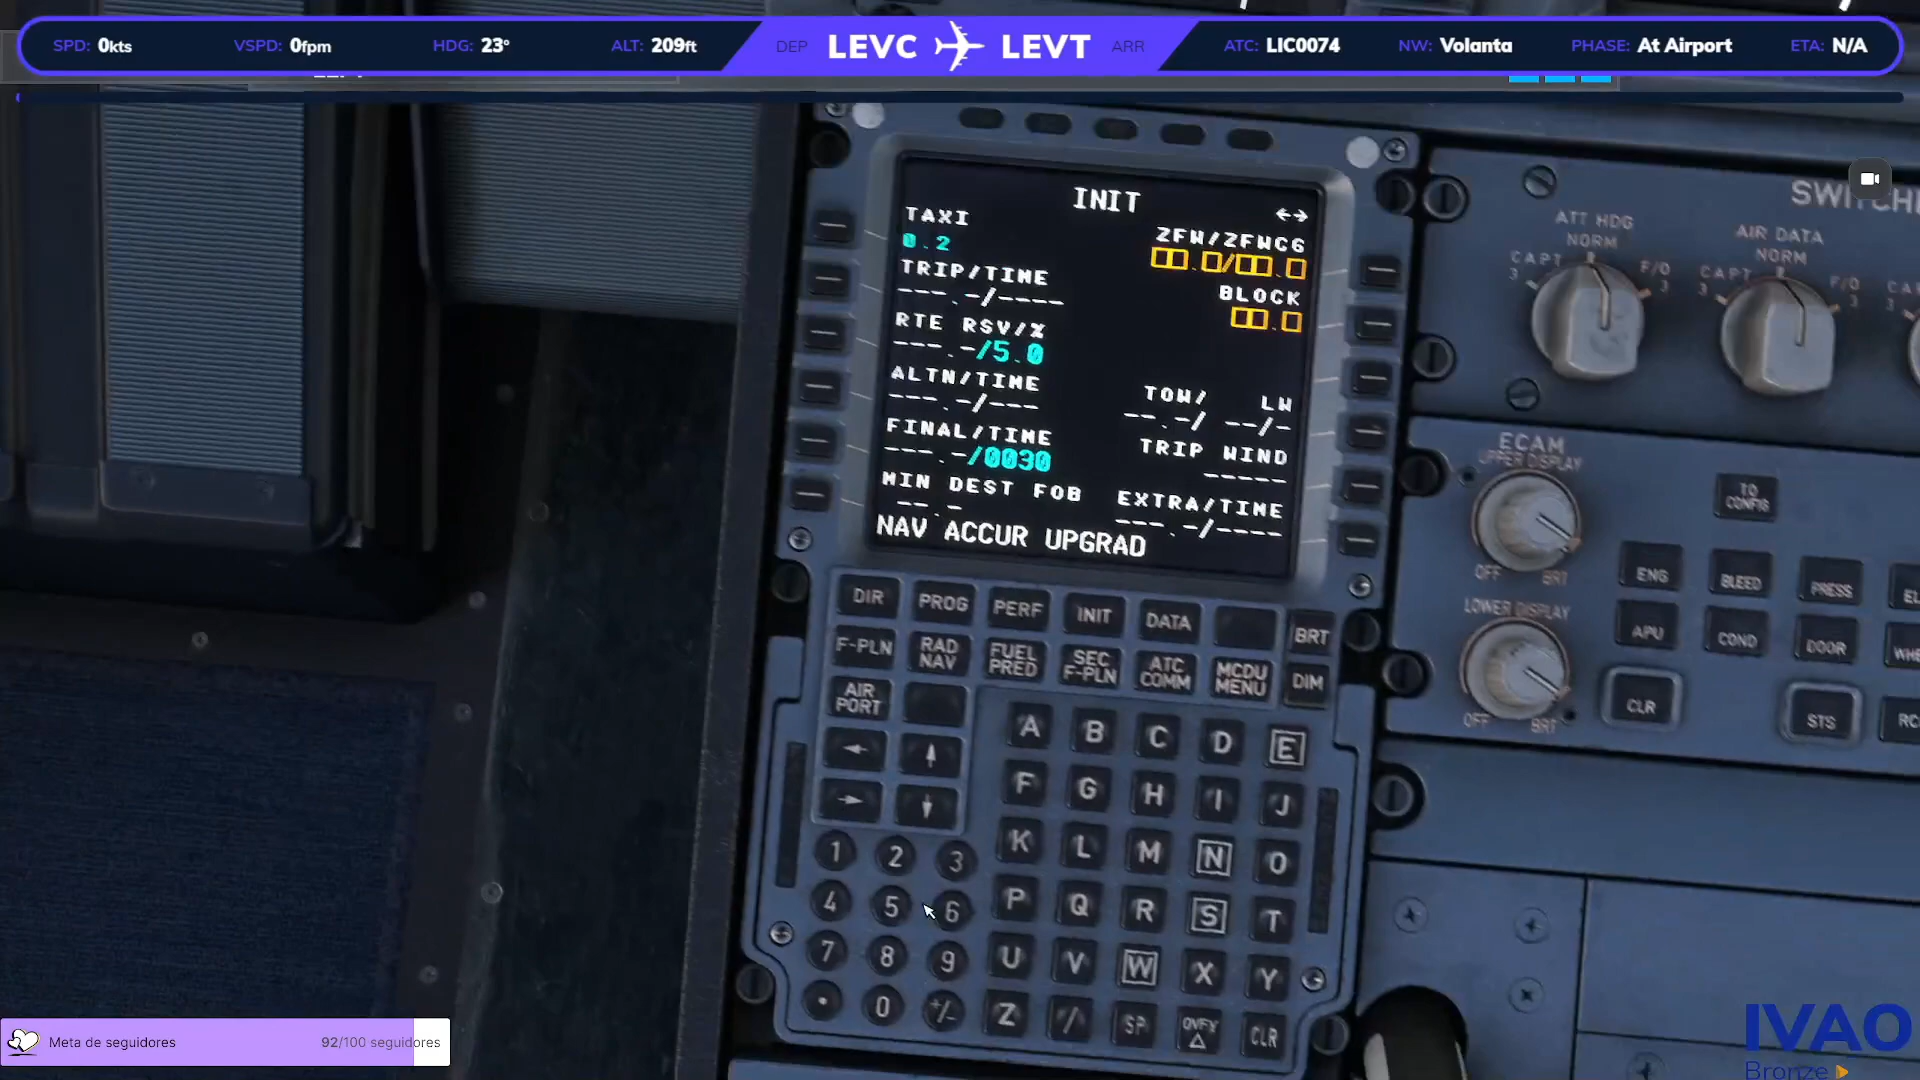 SPD: 0kts VSPD: 0fpm HDG: 23° ALT: 209ft DEP LEVC LEVT ARR ATC: LIC0074 NW: Volanta PHASE: At Airport ETA: N/A
INIT ↔
TAXI ZFW/ZFWCG
0.2 □□.□/□□.□
TRIP/TIME BLOCK
---.-/---- □□.□
RTE RSV/%
---.-/5.0
ALTN/TIME TOW/ LW
---.-/--- --.-/ --/-
FINAL/TIME TRIP WIND
---.-/0030 -----
MIN DEST FOB EXTRA/TIME
--.- ---.-/----
NAV ACCUR UPGRAD
DIR PROG PERF INIT DATA BRT
F-PLN RAD NAV FUEL PRED SEC F-PLN ATC COMM MCDU MENU DIM
AIR PORT
← ↑
→ ↓
A B C D E
F G H I J
K L M N O
P Q R S T
U V W X Y
Z / SP OVFY △ CLR
1 2 3
4 5 6
7 8 9
. 0 +/-
ATT HDG AIR DATA
NORM NORM
CAPT 3 F/O 3 CAPT 3 F/O 3
ECAM
UPPER DISPLAY
OFF BRT
LOWER DISPLAY
OFF BRT
TO CONFIG
ENG BLEED PRESS
APU COND DOOR
CLR STS
Meta de seguidores 92/100 seguidores
IVAO
Bronze